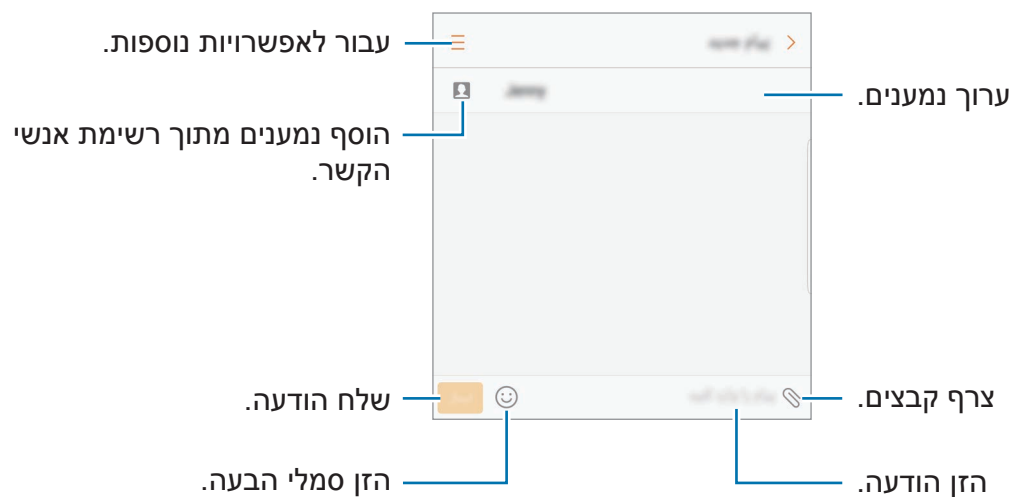 עבור לאפשרויות נוספות.
ערוך נמענים.
הוסף נמענים מתוך רשימת אנשי
הקשר.
צרף קבצים.
שלח הודעה.
הזן הודעה.
הזן סמלי הבעה.